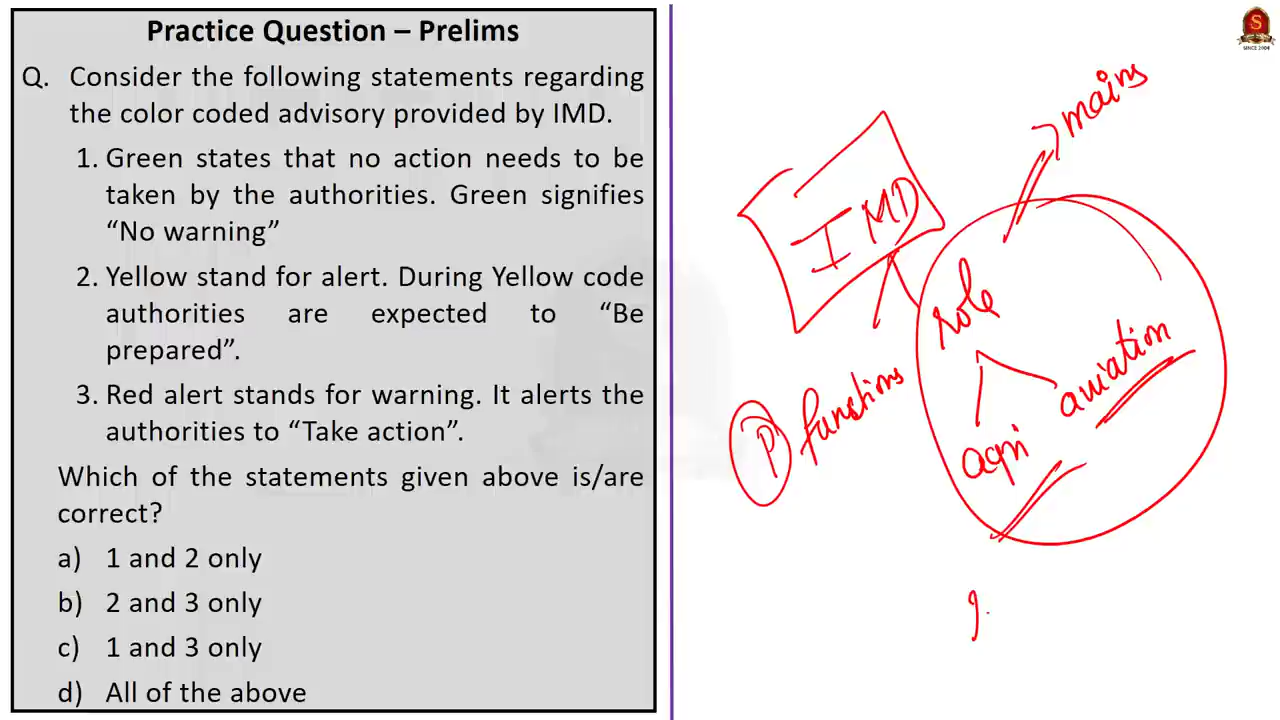 Practice Question – Prelims
Q. Consider the following statements regarding
the color coded advisory provided by IMD.
1. Green states that no action needs to be
taken by the authorities. Green signifies
“No warning”
2. Yellow stand for alert. During Yellow code
authorities are expected to “Be
prepared”.
3. Red alert stands for warning. It alerts the
authorities to “Take action”.
Which of the statements given above is/are
correct?
a) 1 and 2 only
b) 2 and 3 only
c) 1 and 3 only
d) All of the above
S
SINCE 2004
mains
IMD
role
aviation
agri
P functions